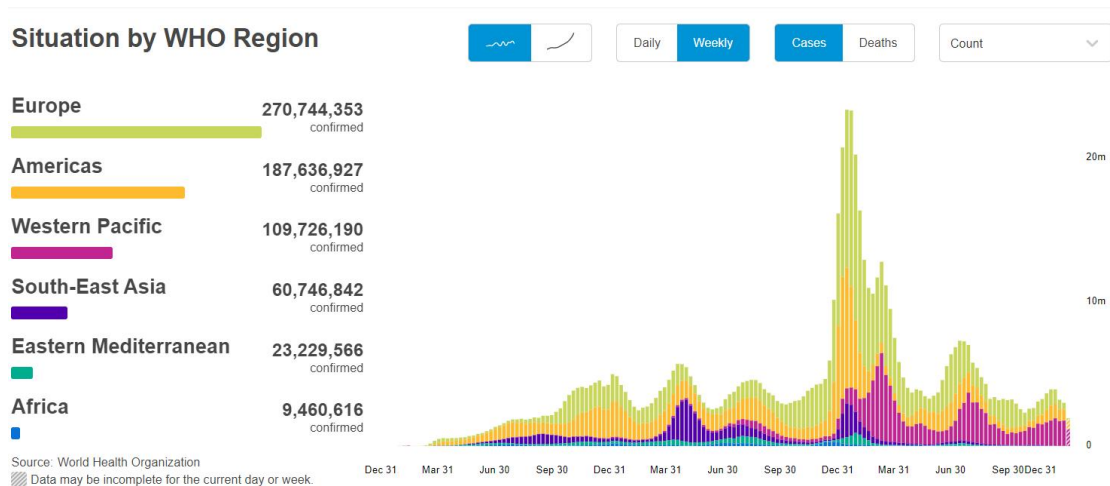 Situation by WHO Region
Daily
Weekly
Cases
Deaths
Count
Europe
270,744,353
confirmed
Americas
187,636,927
confirmed
Western Pacific
109,726,190
confirmed
South-East Asia
60,746,842
confirmed
Eastern Mediterranean
23,229,566
confirmed
Africa
9,460,616
confirmed
20m
10m
0
Dec 31 Mar 31 Jun 30 Sep 30 Dec 31 Mar 31 Jun 30 Sep 30 Dec 31 Mar 31 Jun 30 Sep 30 Dec 31
Source: World Health Organization
Data may be incomplete for the current day or week.